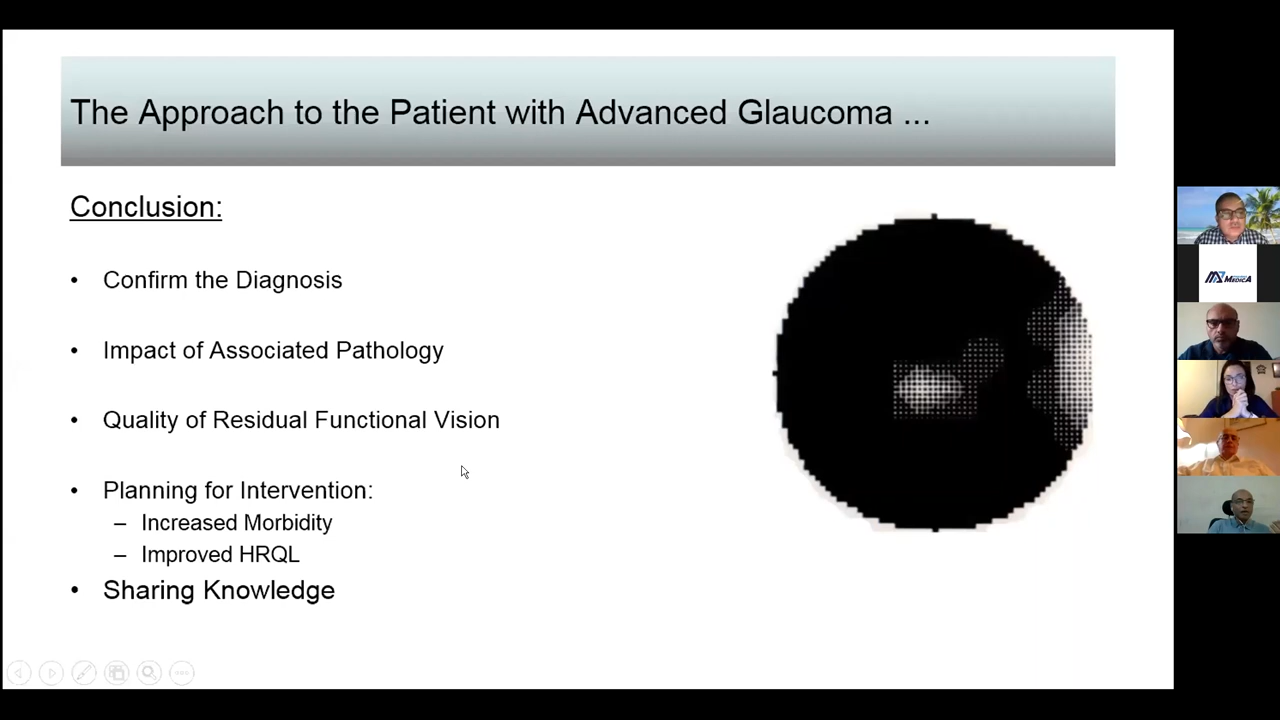 The Approach to the Patient with Advanced Glaucoma ...
Conclusion:
• Confirm the Diagnosis
• Impact of Associated Pathology
• Quality of Residual Functional Vision
• Planning for Intervention:
– Increased Morbidity
– Improved HRQL
• Sharing Knowledge
MEDICA